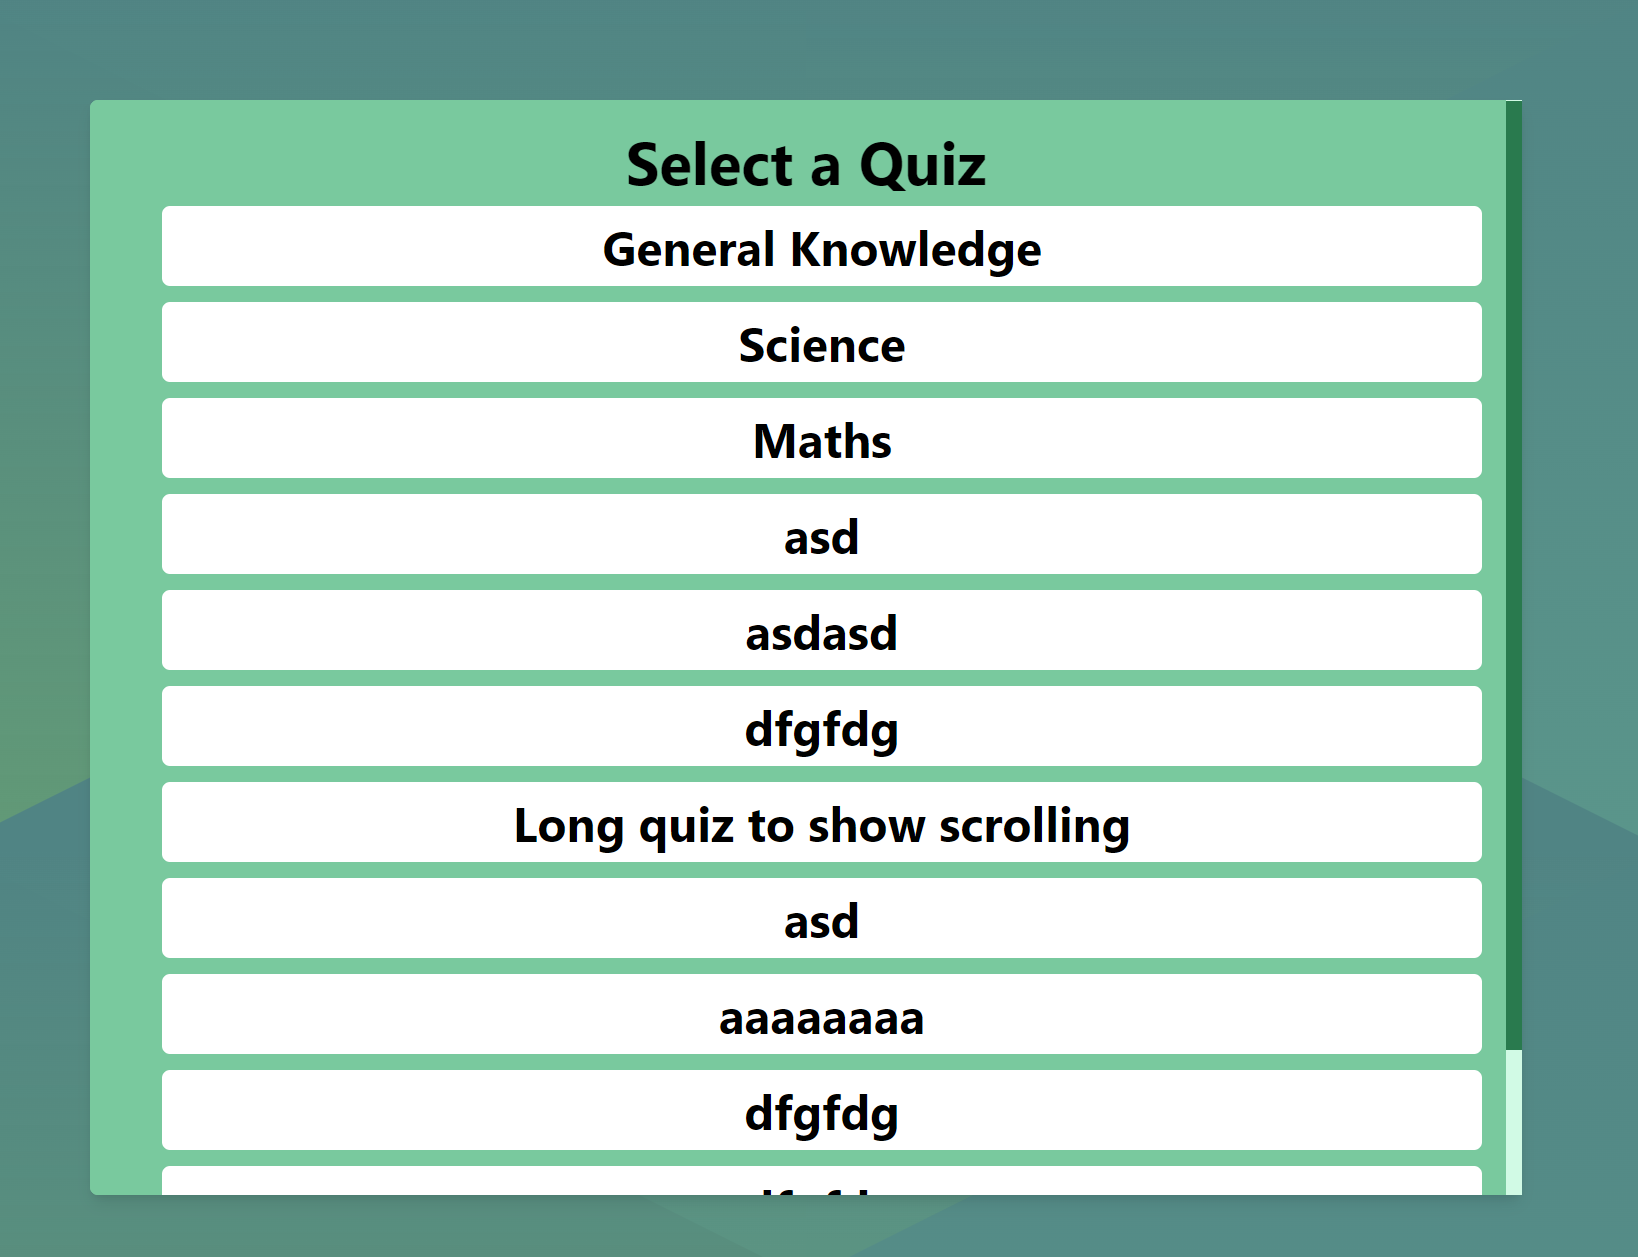 Select a Quiz
General Knowledge
Science
Maths
asd
asdasd
dfgfdg
Long quiz to show scrolling
asd
aaaaaaaa
dfgfdg